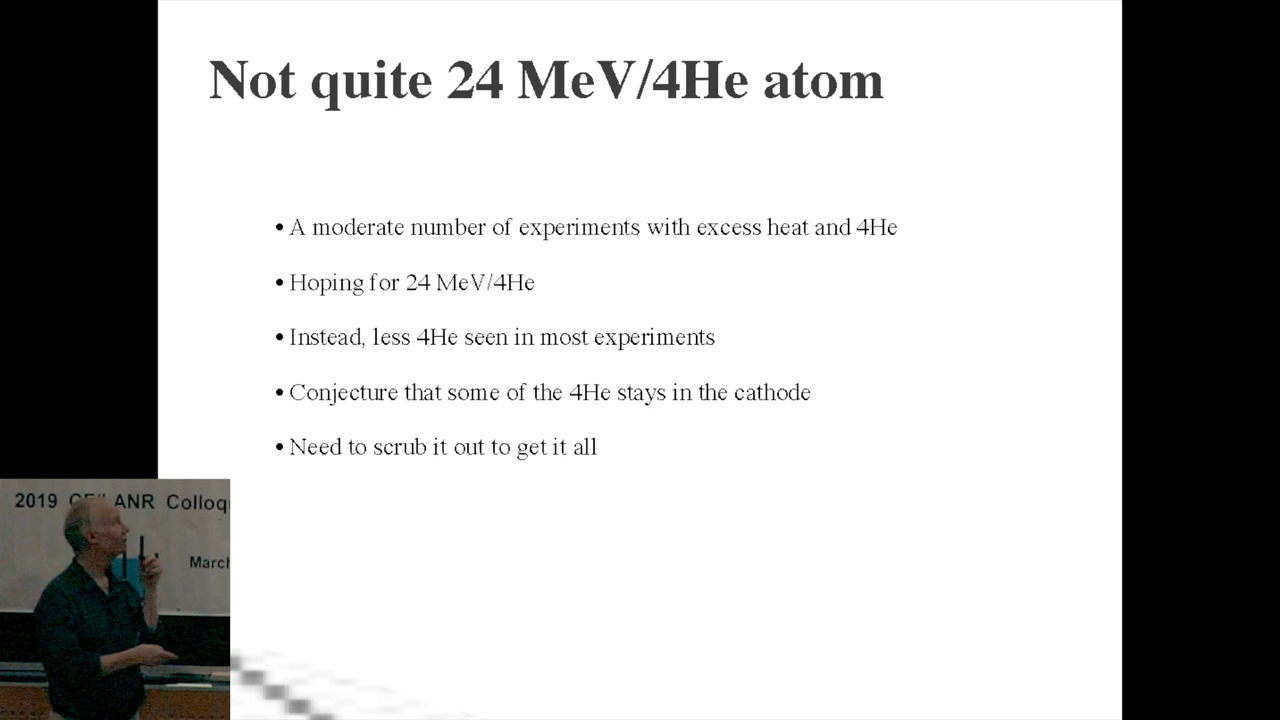 Not quite 24 MeV/4He atom
• A moderate number of experiments with excess heat and 4He
• Hoping for 24 MeV/4He
• Instead, less 4He seen in most experiments
• Conjecture that some of the 4He stays in the cathode
• Need to scrub it out to get it all
2019 ANR Colloq
March